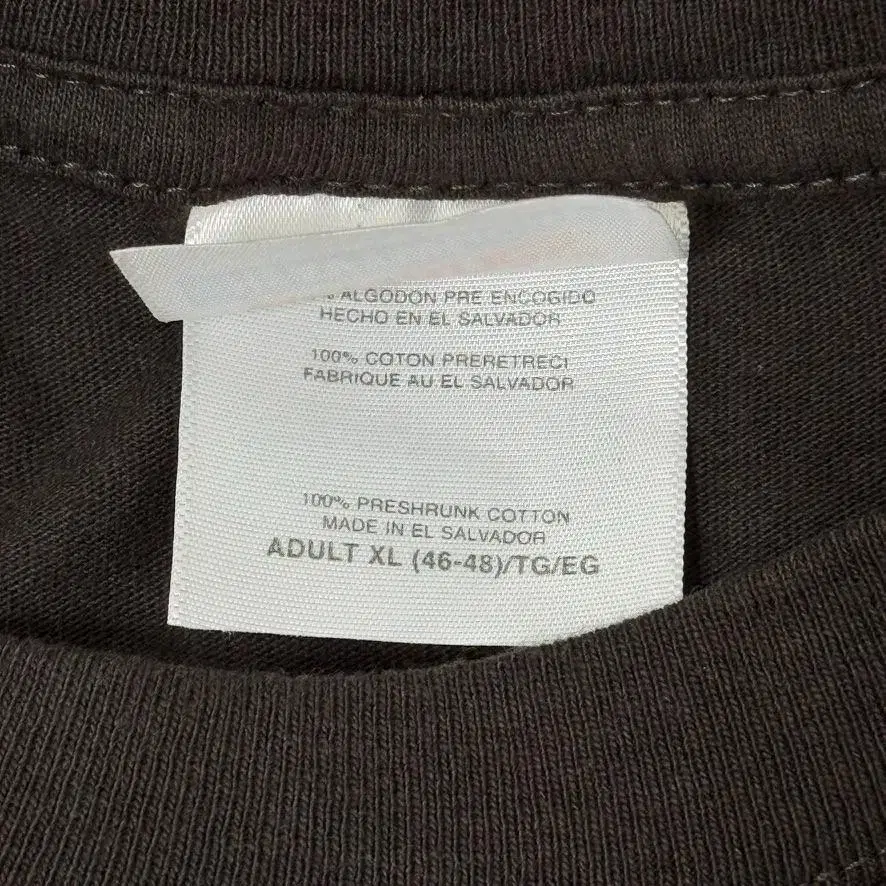 ALGODON PRE ENCOGIDO
HECHO EN EL SALVADOR
100% COTON PRERETRECI
FABRIQUE AU EL SALVADOR
100% PRESHRUNK COTTON
MADE IN EL SALVADOR
ADULT XL (46-48)/TG/EG